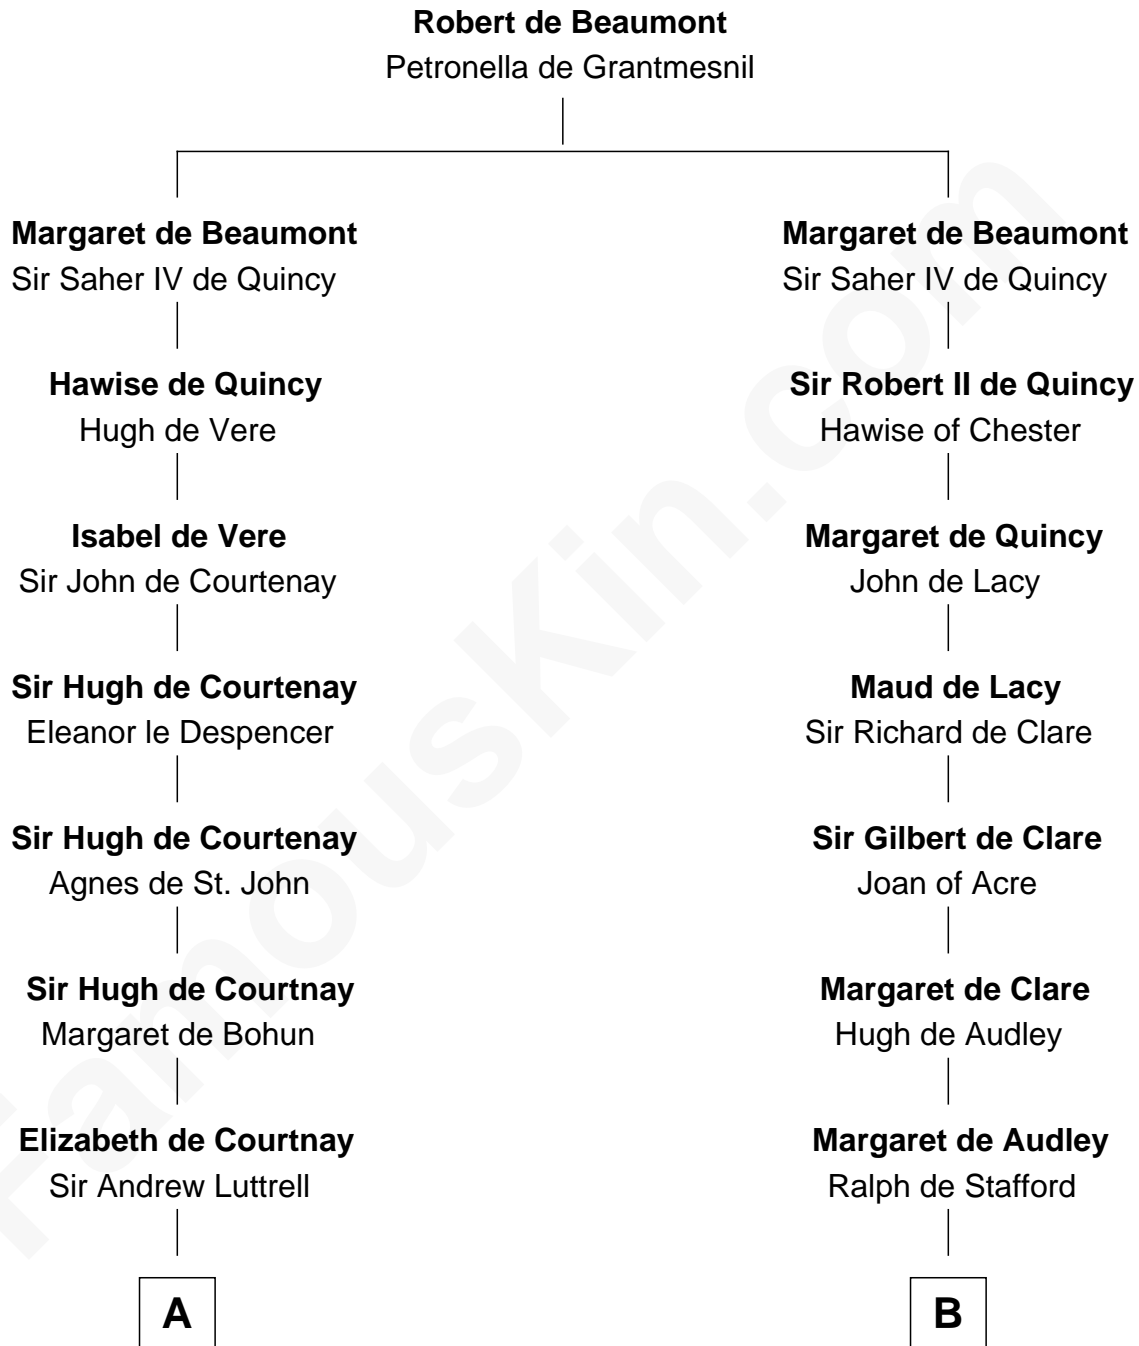 Robert de Beaumont
Petronella de Grantmesnil
Margaret de Beaumont
Sir Saher IV de Quincy
Hawise de Quincy
Hugh de Vere
Isabel de Vere
Sir John de Courtenay
Sir Hugh de Courtenay
Eleanor le Despencer
Sir Hugh de Courtenay
Agnes de St. John
Sir Hugh de Courtnay
Margaret de Bohun
Elizabeth de Courtnay
Sir Andrew Luttrell
A
Margaret de Beaumont
Sir Saher IV de Quincy
Sir Robert II de Quincy
Hawise of Chester
Margaret de Quincy
John de Lacy
Maud de Lacy
Sir Richard de Clare
Sir Gilbert de Clare
Joan of Acre
Margaret de Clare
Hugh de Audley
Margaret de Audley
Ralph de Stafford
B
FamousKin.com